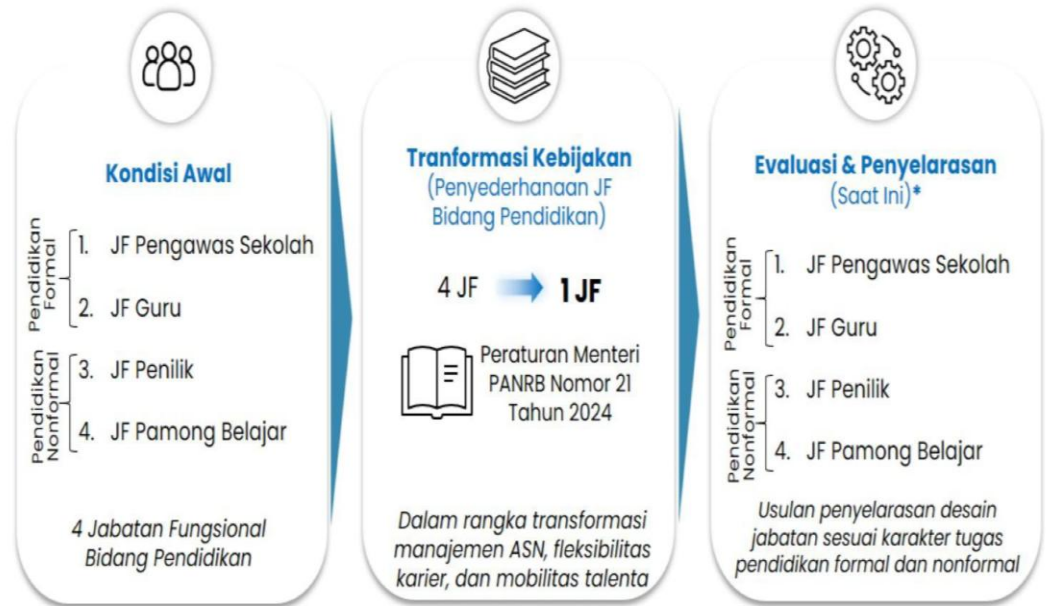 Kondisi Awal
Pendidikan
Formal
1. JF Pengawas Sekolah
2. JF Guru
Pendidikan
Nonformal
3. JF Penilik
4. JF Pamong Belajar
4 Jabatan Fungsional
Bidang Pendidikan
Tranformasi Kebijakan
(Penyederhanaan JF
Bidang Pendidikan)
4 JF 1 JF
Peraturan Menteri
PANRB Nomor 21
Tahun 2024
Dalam rangka transformasi
manajemen ASN, fleksibilitas
karier, dan mobilitas talenta
Evaluasi & Penyelarasan
(Saat Ini)*
Pendidikan
Formal
1. JF Pengawas Sekolah
2. JF Guru
Pendidikan
Nonformal
3. JF Penilik
4. JF Pamong Belajar
Usulan penyelarasan desain
jabatan sesuai karakter tugas
pendidikan formal dan nonformal